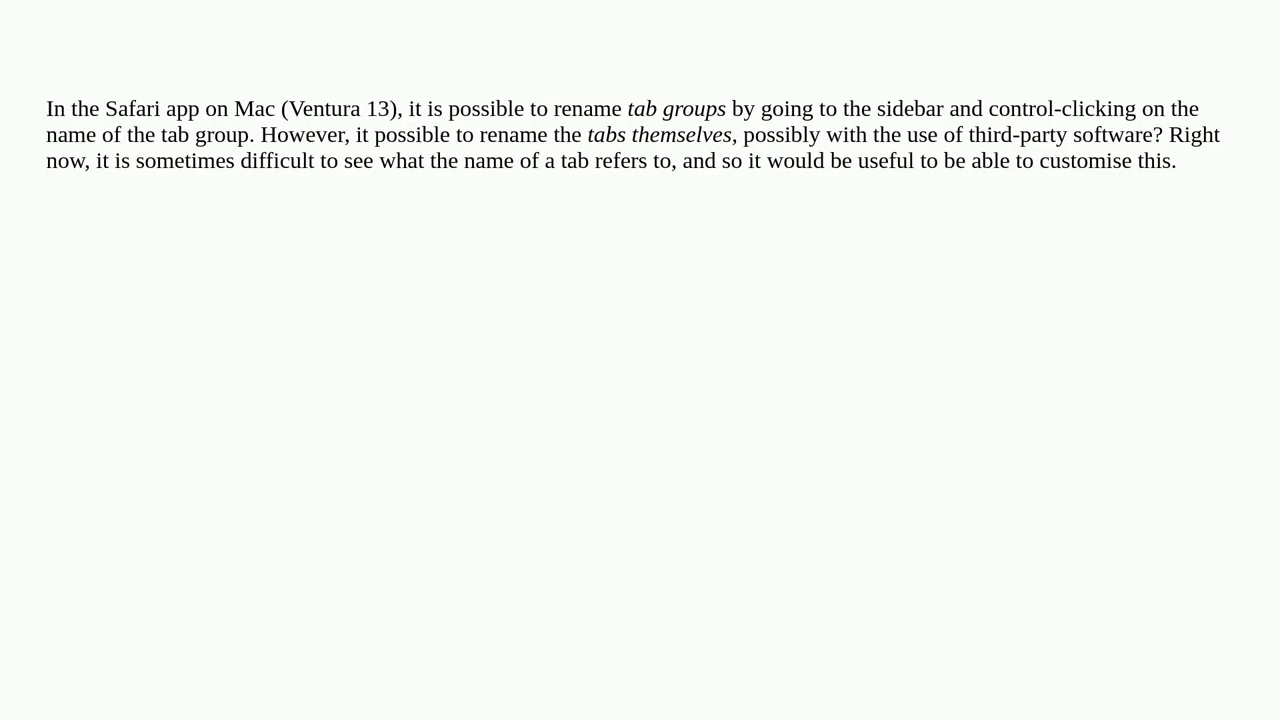 In the Safari app on Mac (Ventura 13), it is possible to rename tab groups by going to the sidebar and control-clicking on the
name of the tab group. However, it possible to rename the tabs themselves, possibly with the use of third-party software? Right
now, it is sometimes difficult to see what the name of a tab refers to, and so it would be useful to be able to customise this.